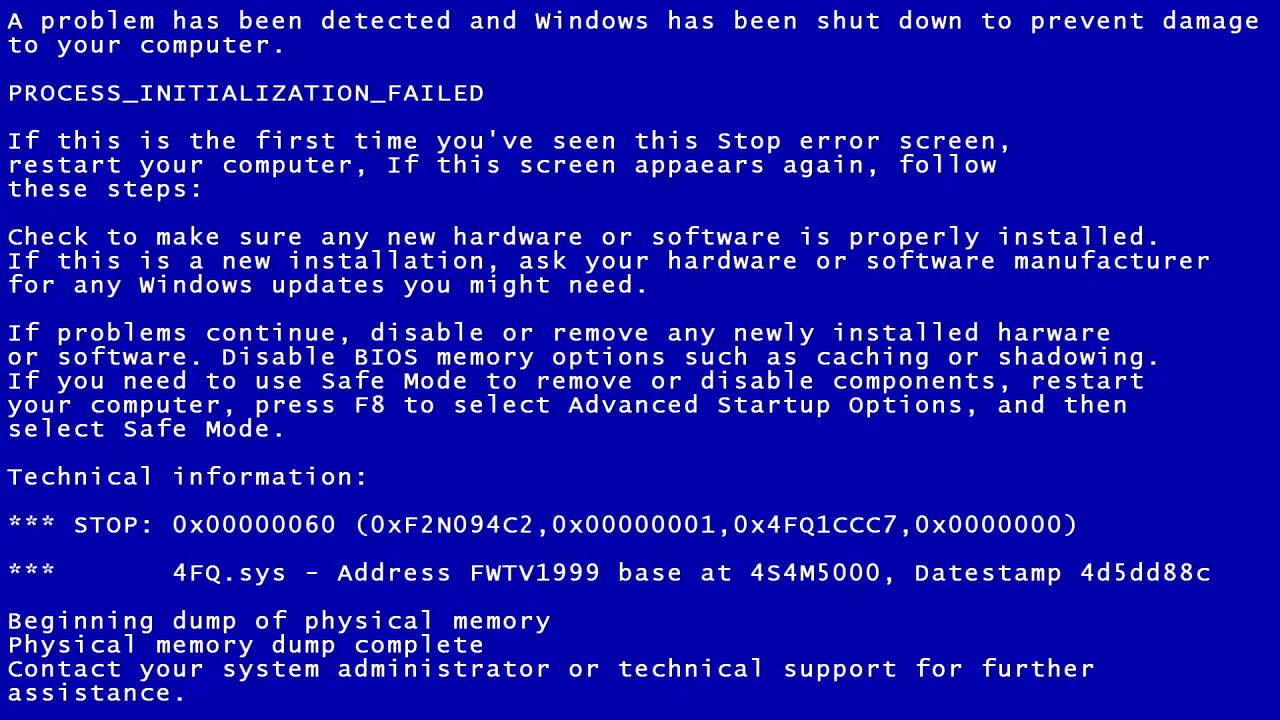 A problem has been detected and Windows has been shut down to prevent damage
to your computer.
PROCESS_INITIALIZATION_FAILED
If this is the first time you've seen this Stop error screen,
restart your computer, If this screen appaears again, follow
these steps:
Check to make sure any new hardware or software is properly installed.
If this is a new installation, ask your hardware or software manufacturer
for any Windows updates you might need.
If problems continue, disable or remove any newly installed harware
or software. Disable BIOS memory options such as caching or shadowing.
If you need to use Safe Mode to remove or disable components, restart
your computer, press F8 to select Advanced Startup Options, and then
select Safe Mode.
Technical information:
*** STOP: 0x00000060 (0xF2N094C2,0x00000001,0x4FQ1CCC7,0x0000000)
*** 4FQ.sys – Address FWTV1999 base at 4S4M5000, Datestamp 4d5dd88c
Beginning dump of physical memory
Physical memory dump complete
Contact your system administrator or technical support for further
assistance.